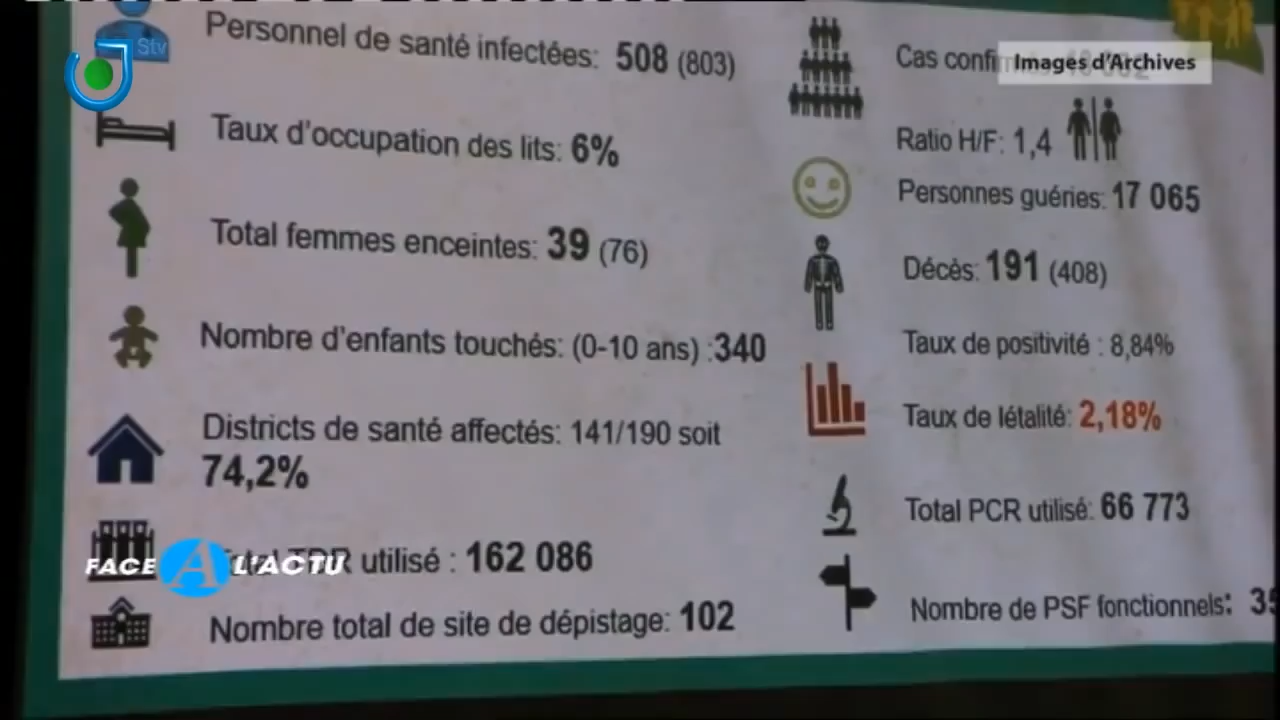 Stv
Personnel de santé infectées: 508 (803)
Taux d'occupation des lits: 6%
Total femmes enceintes: 39 (76)
Nombre d'enfants touchés: (0-10 ans) :340
Districts de santé affectés: 141/190 soit
74,2%
utilisé : 162 086
FACE A L'ACTU
Nombre total de site de dépistage: 102
Images d'Archives
Cas
Ratio H/F: 1,4
Personnes guéries: 17 065
Décès: 191 (408)
Taux de positivité : 8,84%
Taux de létalité: 2,18%
Total PCR utilisé: 66 773
Nombre de PSF fonctionnels: